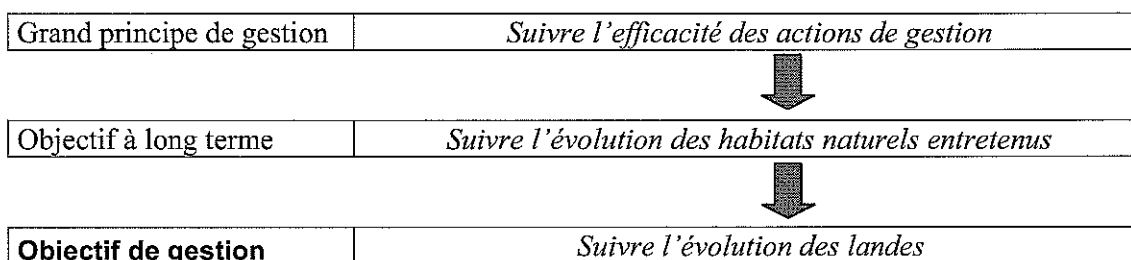 Grand principe de gestion Suivre l'efficacité des actions de gestion
Objectif à long terme Suivre l'évolution des habitats naturels entretenus
Objectif de gestion Suivre l'évolution des landes